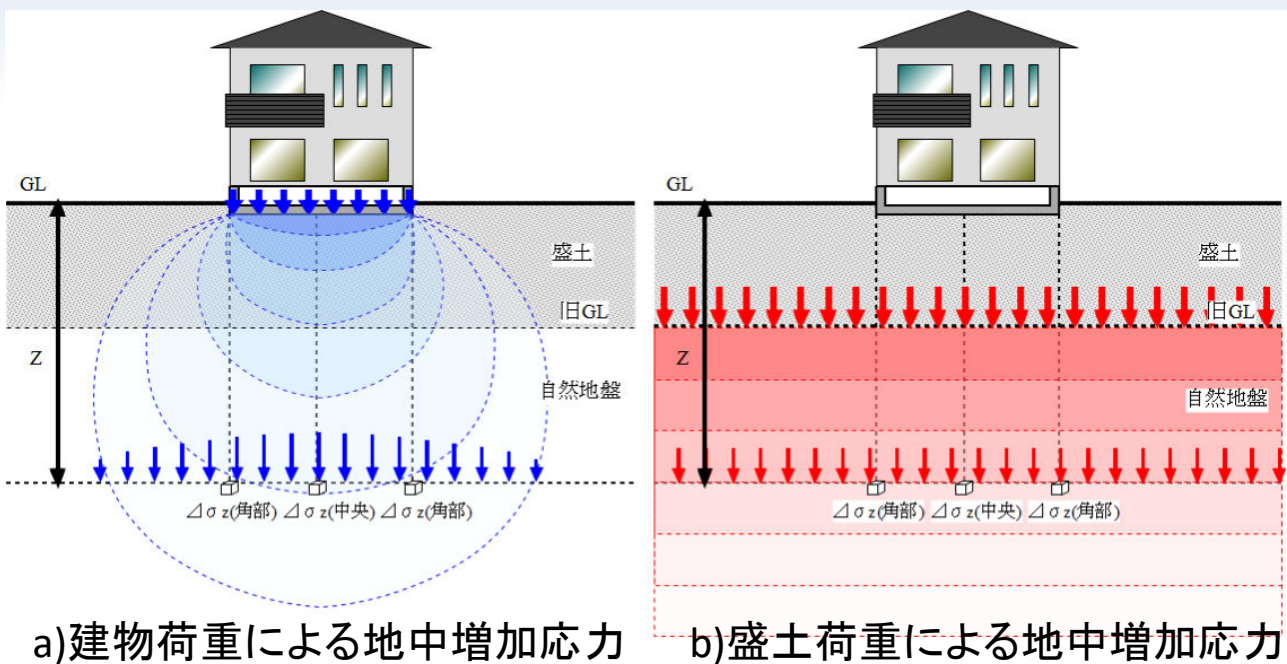 GL
盛土
旧GL
Z
自然地盤
⊿σz(角部) ⊿σz(中央) ⊿σz(角部)
a)建物荷重による地中増加応力
GL
盛土
旧GL
Z
自然地盤
⊿σz(角部) ⊿σz(中央) ⊿σz(角部)
b)盛土荷重による地中増加応力